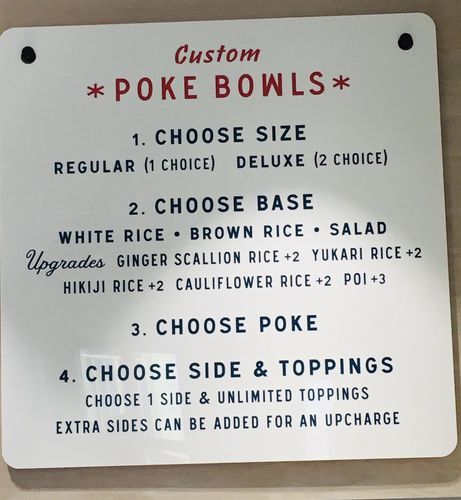 Custom
*POKE BOWLS*
1. CHOOSE SIZE
REGULAR (1 CHOICE) DELUXE (2 CHOICE)
2. CHOOSE BASE
WHITE RICE • BROWN RICE • SALAD
Upgrades GINGER SCALLION RICE +2 YUKARI RICE +2
HIKIJI RICE +2 CAULIFLOWER RICE +2 POI +3
3. CHOOSE POKE
4. CHOOSE SIDE & TOPPINGS
CHOOSE 1 SIDE & UNLIMITED TOPPINGS
EXTRA SIDES CAN BE ADDED FOR AN UPCHARGE